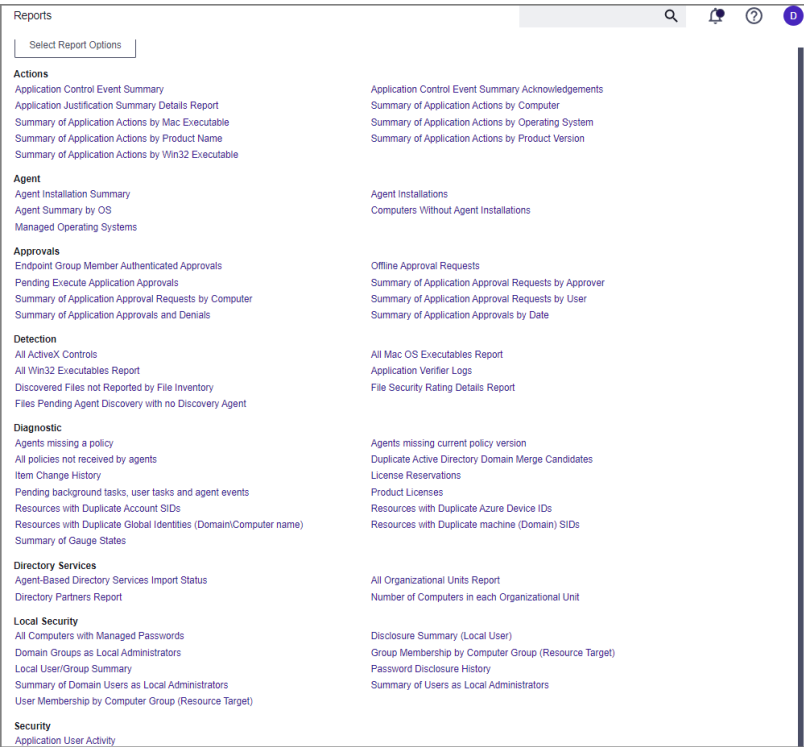 Reports
D
Select Report Options
Actions
Application Control Event Summary
Application Control Event Summary Acknowledgements
Application Justification Summary Details Report
Summary of Application Actions by Computer
Summary of Application Actions by Mac Executable
Summary of Application Actions by Operating System
Summary of Application Actions by Product Name
Summary of Application Actions by Product Version
Summary of Application Actions by Win32 Executable
Agent
Agent Installation Summary
Agent Installations
Agent Summary by OS
Computers Without Agent Installations
Managed Operating Systems
Approvals
Endpoint Group Member Authenticated Approvals
Offline Approval Requests
Pending Execute Application Approvals
Summary of Application Approval Requests by Approver
Summary of Application Approval Requests by Computer
Summary of Application Approval Requests by User
Summary of Application Approvals and Denials
Summary of Application Approvals by Date
Detection
All ActiveX Controls
All Mac OS Executables Report
All Win32 Executables Report
Application Verifier Logs
Discovered Files not Reported by File Inventory
File Security Rating Details Report
Files Pending Agent Discovery with no Discovery Agent
Diagnostic
Agents missing a policy
Agents missing current policy version
All policies not received by agents
Duplicate Active Directory Domain Merge Candidates
Item Change History
License Reservations
Pending background tasks, user tasks and agent events
Product Licenses
Resources with Duplicate Account SIDs
Resources with Duplicate Azure Device IDs
Resources with Duplicate Global Identities (Domain\Computer name)
Resources with Duplicate machine (Domain) SIDs
Summary of Gauge States
Directory Services
Agent-Based Directory Services Import Status
All Organizational Units Report
Directory Partners Report
Number of Computers in each Organizational Unit
Local Security
All Computers with Managed Passwords
Disclosure Summary (Local User)
Domain Groups as Local Administrators
Group Membership by Computer Group (Resource Target)
Local User/Group Summary
Password Disclosure History
Summary of Domain Users as Local Administrators
Summary of Users as Local Administrators
User Membership by Computer Group (Resource Target)
Security
Application User Activity